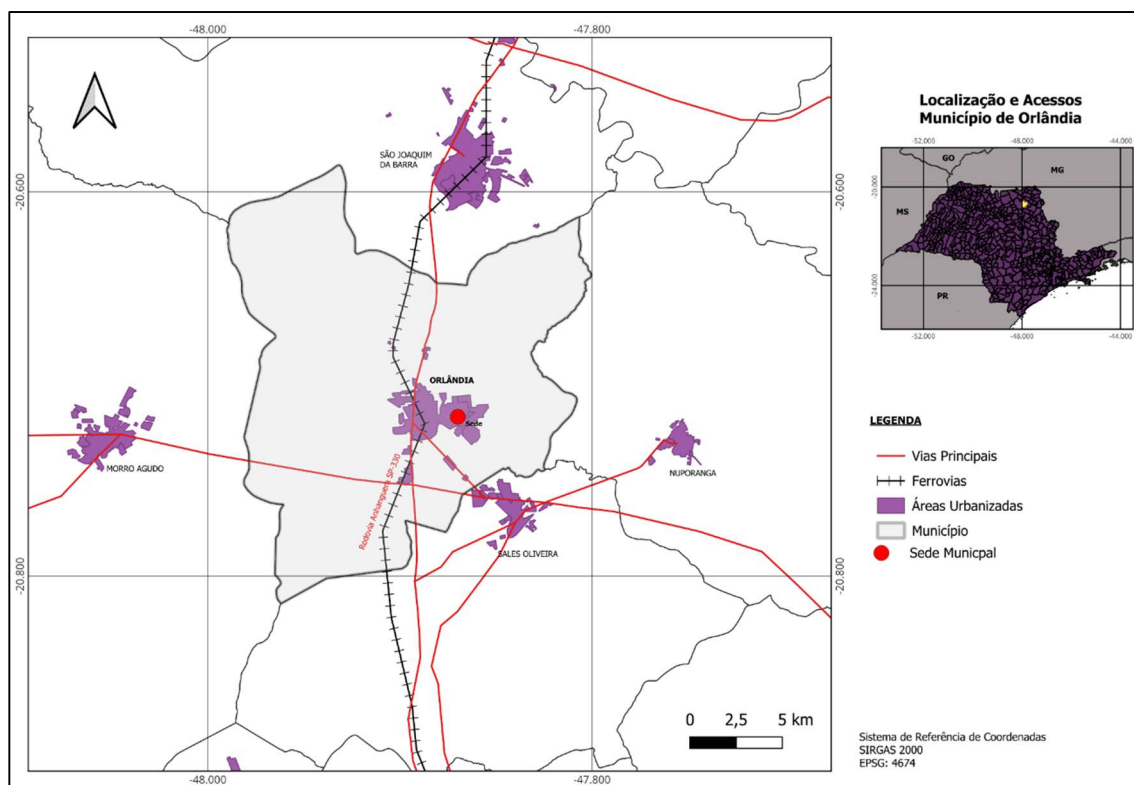 -48.000
-47.800
SÃO JOAQUIM
DA BARRA
-20.600
-20.600
ORLÂNDIA
Sede
MORRO AGUDO
NUPORANGA
Rodovia Anhanguera SP-330
SALES OLIVEIRA
-20.800
-20.800
0 2,5 5 km
-48.000
-47.800
Localização e Acessos
Município de Orlândia
-52.000
-48.000
-44.000
GO
MG
MS
PR
-20.000
-20.000
-24.000
-24.000
-52.000
-48.000
-44.000
LEGENDA
Vias Principais
Ferrovias
Áreas Urbanizadas
Município
Sede Municpal
Sistema de Referência de Coordenadas
SIRGAS 2000
EPSG: 4674